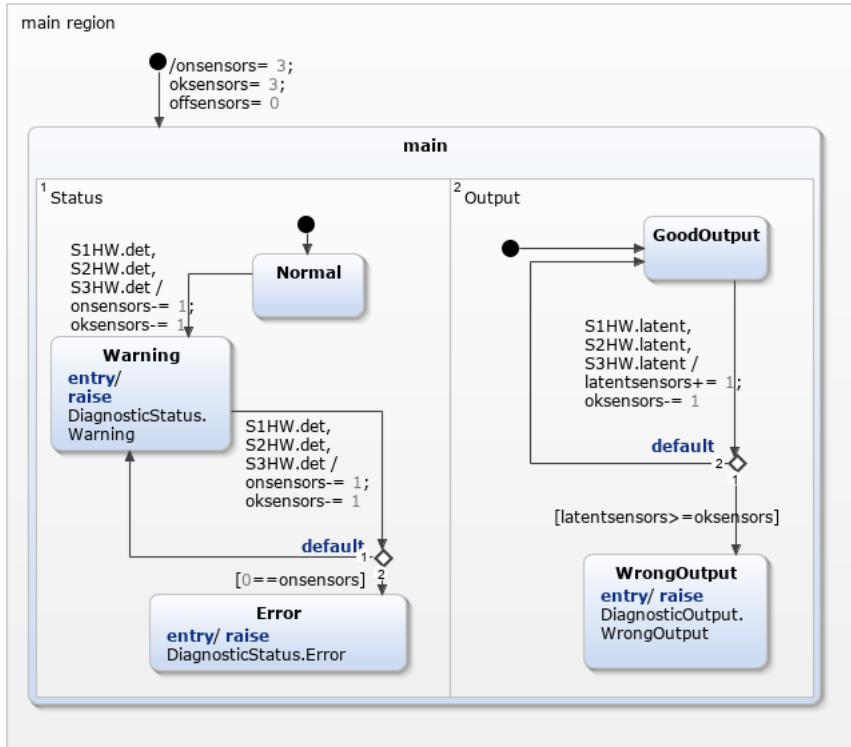 main region
/onsensors= 3;
oksensors= 3;
offsensors= 0
main
1
Status
S1HW.det,
S2HW.det,
S3HW.det /
onsensors-= 1;
oksensors-= 1
Normal
Warning
entry/
raise
DiagnosticStatus.
Warning
S1HW.det,
S2HW.det,
S3HW.det /
onsensors-= 1;
oksensors-= 1
default
1
2
[0==onsensors]
Error
entry/ raise
DiagnosticStatus.Error
2
Output
GoodOutput
S1HW.latent,
S2HW.latent,
S3HW.latent /
latentsensors+= 1;
oksensors-= 1
default
2
1
[latentsensors>=oksensors]
WrongOutput
entry/ raise
DiagnosticOutput.
WrongOutput